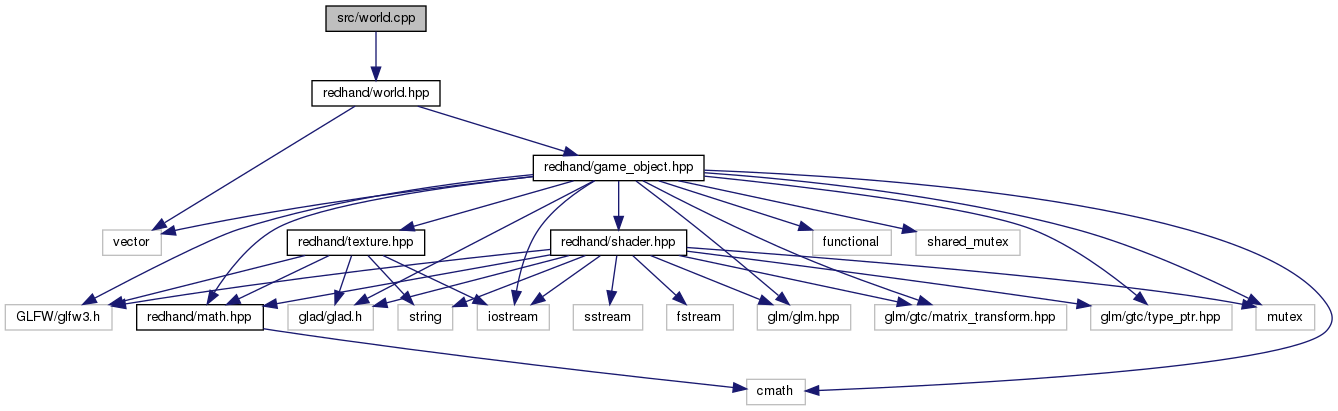 src/world.cpp
redhand/world.hpp
redhand/game_object.hpp
vector
redhand/texture.hpp
redhand/shader.hpp
functional
shared_mutex
GLFW/glfw3.h
redhand/math.hpp
glad/glad.h
string
iostream
sstream
fstream
glm/glm.hpp
glm/gtc/matrix_transform.hpp
glm/gtc/type_ptr.hpp
mutex
cmath